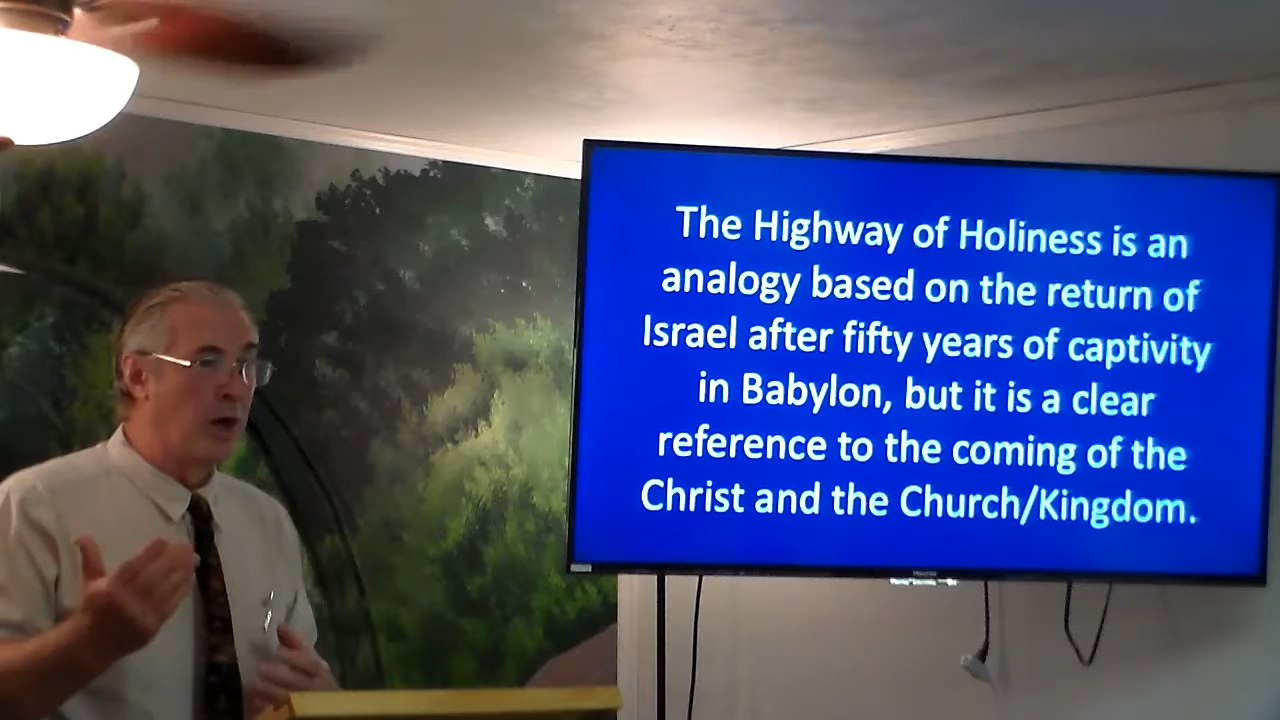 The Highway of Holiness is an
analogy based on the return of
Israel after fifty years of captivity
in Babylon, but it is a clear
reference to the coming of the
Christ and the Church/Kingdom.